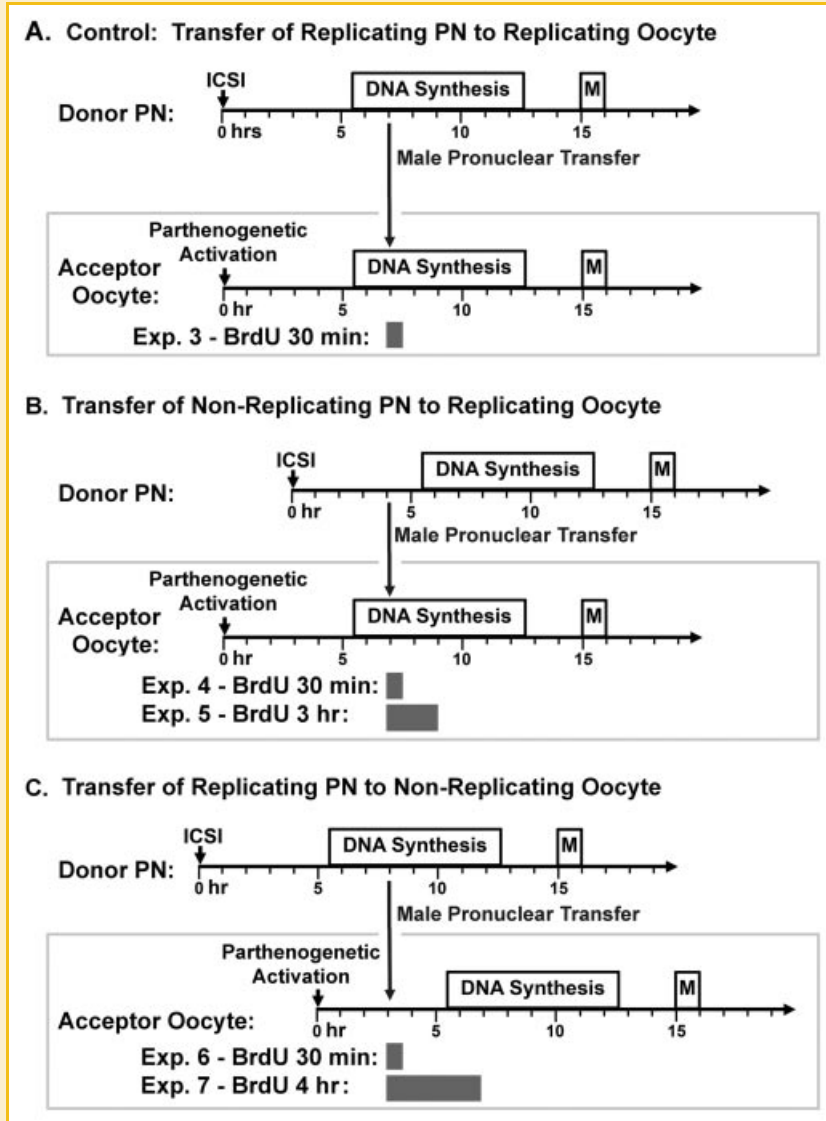 A. Control: Transfer of Replicating PN to Replicating Oocyte
ICSI
DNA Synthesis
M
Donor PN:
0 hrs 5 10 15
Male Pronuclear Transfer
Parthenogenetic
Activation
Acceptor
Oocyte:
DNA Synthesis
M
0 hr 5 10 15
Exp. 3 - BrdU 30 min:
B. Transfer of Non-Replicating PN to Replicating Oocyte
ICSI
DNA Synthesis
M
Donor PN:
0 hr 5 10 15
Male Pronuclear Transfer
Parthenogenetic
Activation
Acceptor
Oocyte:
DNA Synthesis
M
0 hr 5 10 15
Exp. 4 - BrdU 30 min:
Exp. 5 - BrdU 3 hr:
C. Transfer of Replicating PN to Non-Replicating Oocyte
ICSI
DNA Synthesis
M
Donor PN:
0 hr 5 10 15
Male Pronuclear Transfer
Parthenogenetic
Activation
DNA Synthesis
M
Acceptor Oocyte:
0 hr 5 10 15
Exp. 6 - BrdU 30 min:
Exp. 7 - BrdU 4 hr: